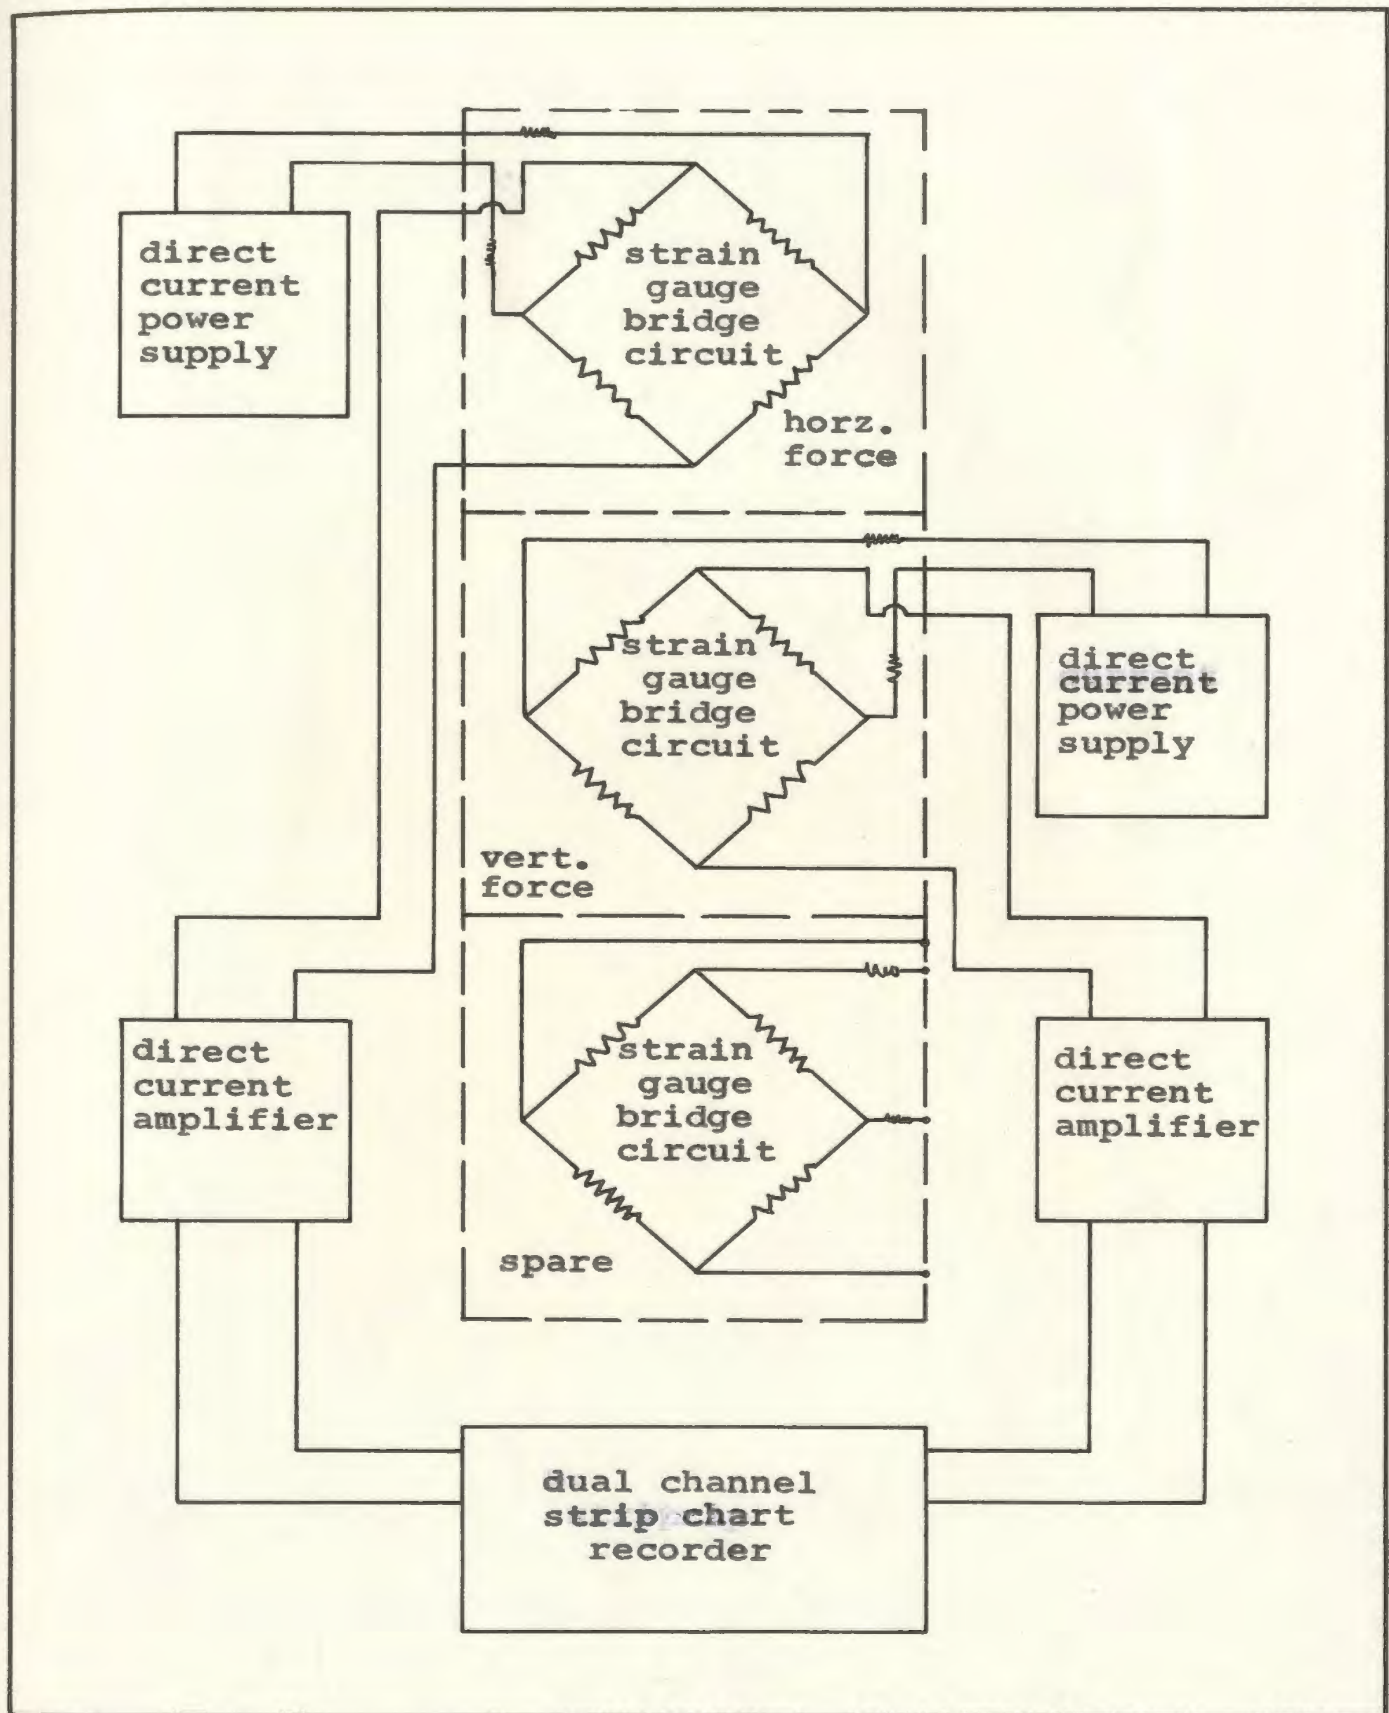 direct
current
power
supply
strain
gauge
bridge
circuit
horz.
force
strain
gauge
bridge
circuit
direct
current
power
supply
vert.
force
direct
current
amplifier
strain
gauge
bridge
circuit
direct
current
amplifier
spare
dual channel
strip chart
recorder